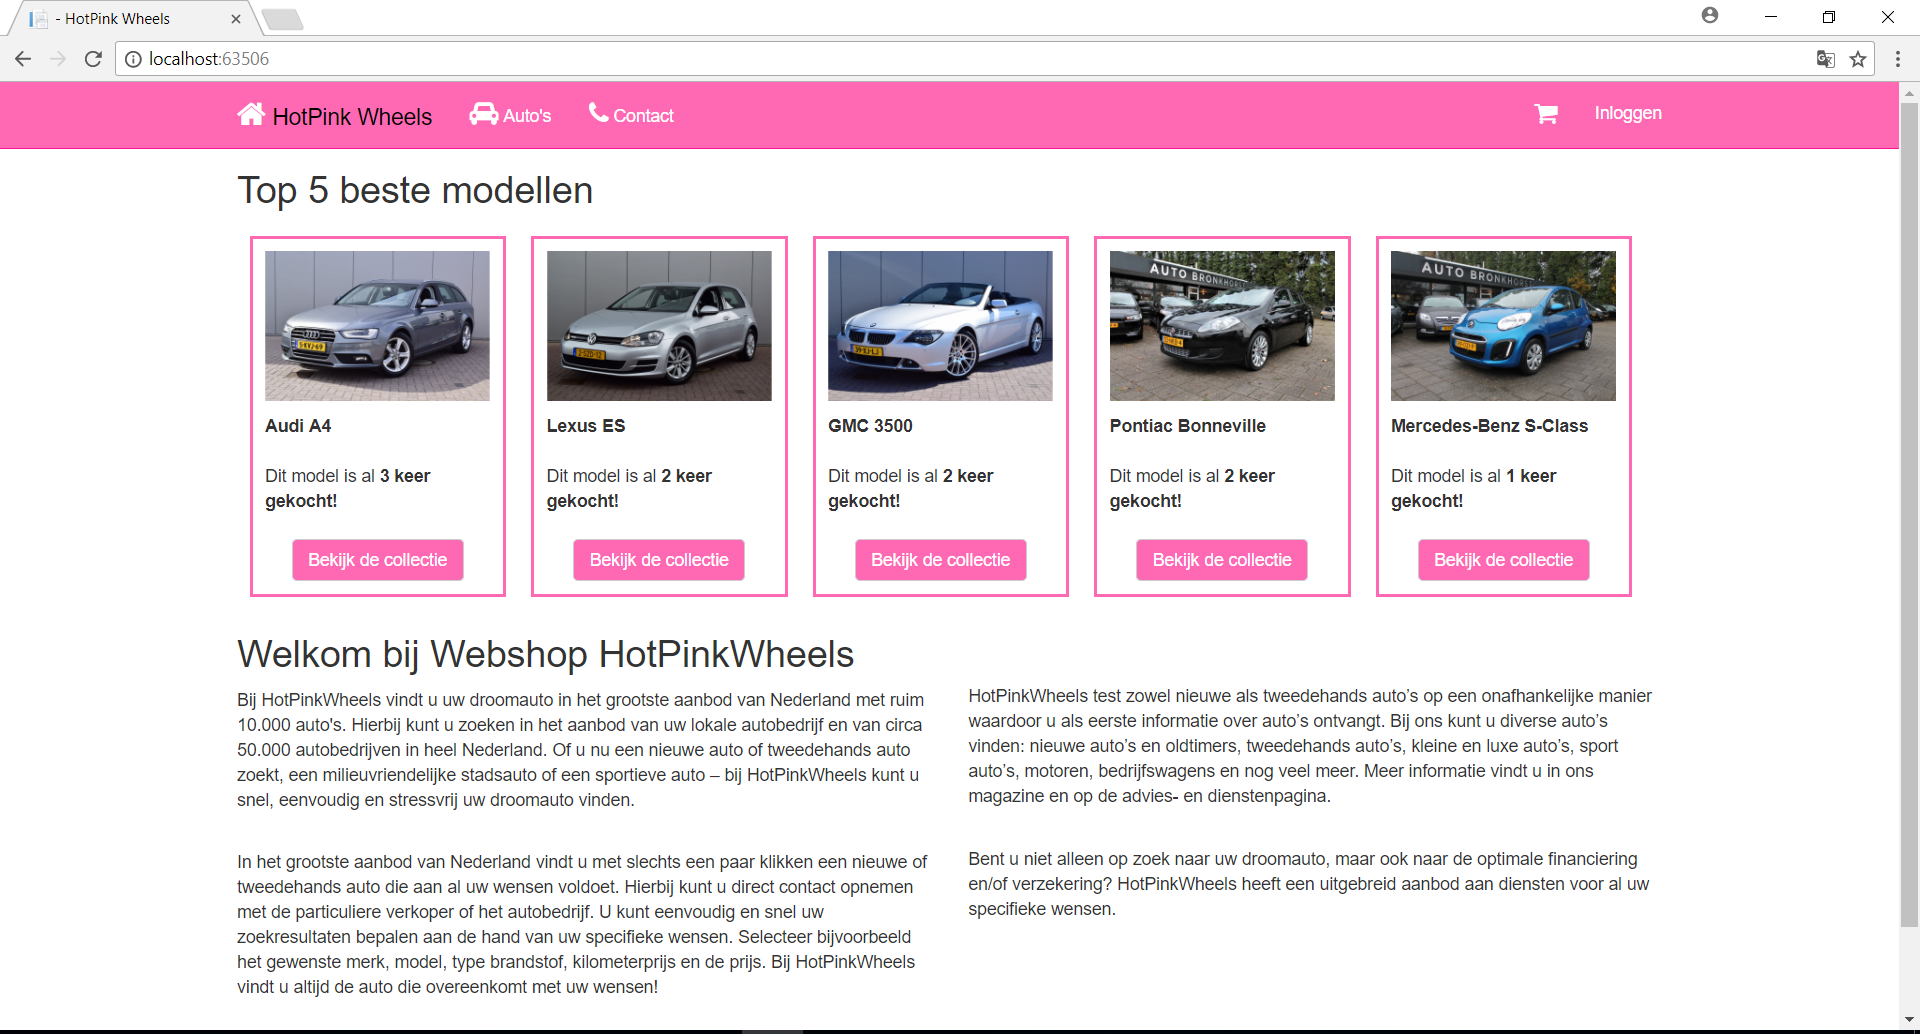 - HotPink Wheels
localhost:63506
HotPink Wheels Auto's Contact Inloggen
Top 5 beste modellen
AUTO BRONKHORS
AUTO BRONKHORS
Audi A4
Dit model is al 3 keer
gekocht!
Bekijk de collectie
Lexus ES
Dit model is al 2 keer
gekocht!
Bekijk de collectie
GMC 3500
Dit model is al 2 keer
gekocht!
Bekijk de collectie
Pontiac Bonneville
Dit model is al 2 keer
gekocht!
Bekijk de collectie
Mercedes-Benz S-Class
Dit model is al 1 keer
gekocht!
Bekijk de collectie
Welkom bij Webshop HotPinkWheels
Bij HotPinkWheels vindt u uw droomauto in het grootste aanbod van Nederland met ruim
10.000 auto's. Hierbij kunt u zoeken in het aanbod van uw lokale autobedrijf en van circa
50.000 autobedrijven in heel Nederland. Of u nu een nieuwe auto of tweedehands auto
zoekt, een milieuvriendelijke stadsauto of een sportieve auto – bij HotPinkWheels kunt u
snel, eenvoudig en stressvrij uw droomauto vinden.
In het grootste aanbod van Nederland vindt u met slechts een paar klikken een nieuwe of
tweedehands auto die aan al uw wensen voldoet. Hierbij kunt u direct contact opnemen
met de particuliere verkoper of het autobedrijf. U kunt eenvoudig en snel uw
zoekresultaten bepalen aan de hand van uw specifieke wensen. Selecteer bijvoorbeeld
het gewenste merk, model, type brandstof, kilometerprijs en de prijs. Bij HotPinkWheels
vindt u altijd de auto die overeenkomt met uw wensen!
HotPinkWheels test zowel nieuwe als tweedehands auto’s op een onafhankelijke manier
waardoor u als eerste informatie over auto’s ontvangt. Bij ons kunt u diverse auto’s
vinden: nieuwe auto’s en oldtimers, tweedehands auto’s, kleine en luxe auto’s, sport
auto’s, motoren, bedrijfswagens en nog veel meer. Meer informatie vindt u in ons
magazine en op de advies- en dienstenpagina.
Bent u niet alleen op zoek naar uw droomauto, maar ook naar de optimale financiering
en/of verzekering? HotPinkWheels heeft een uitgebreid aanbod aan diensten voor al uw
specifieke wensen.